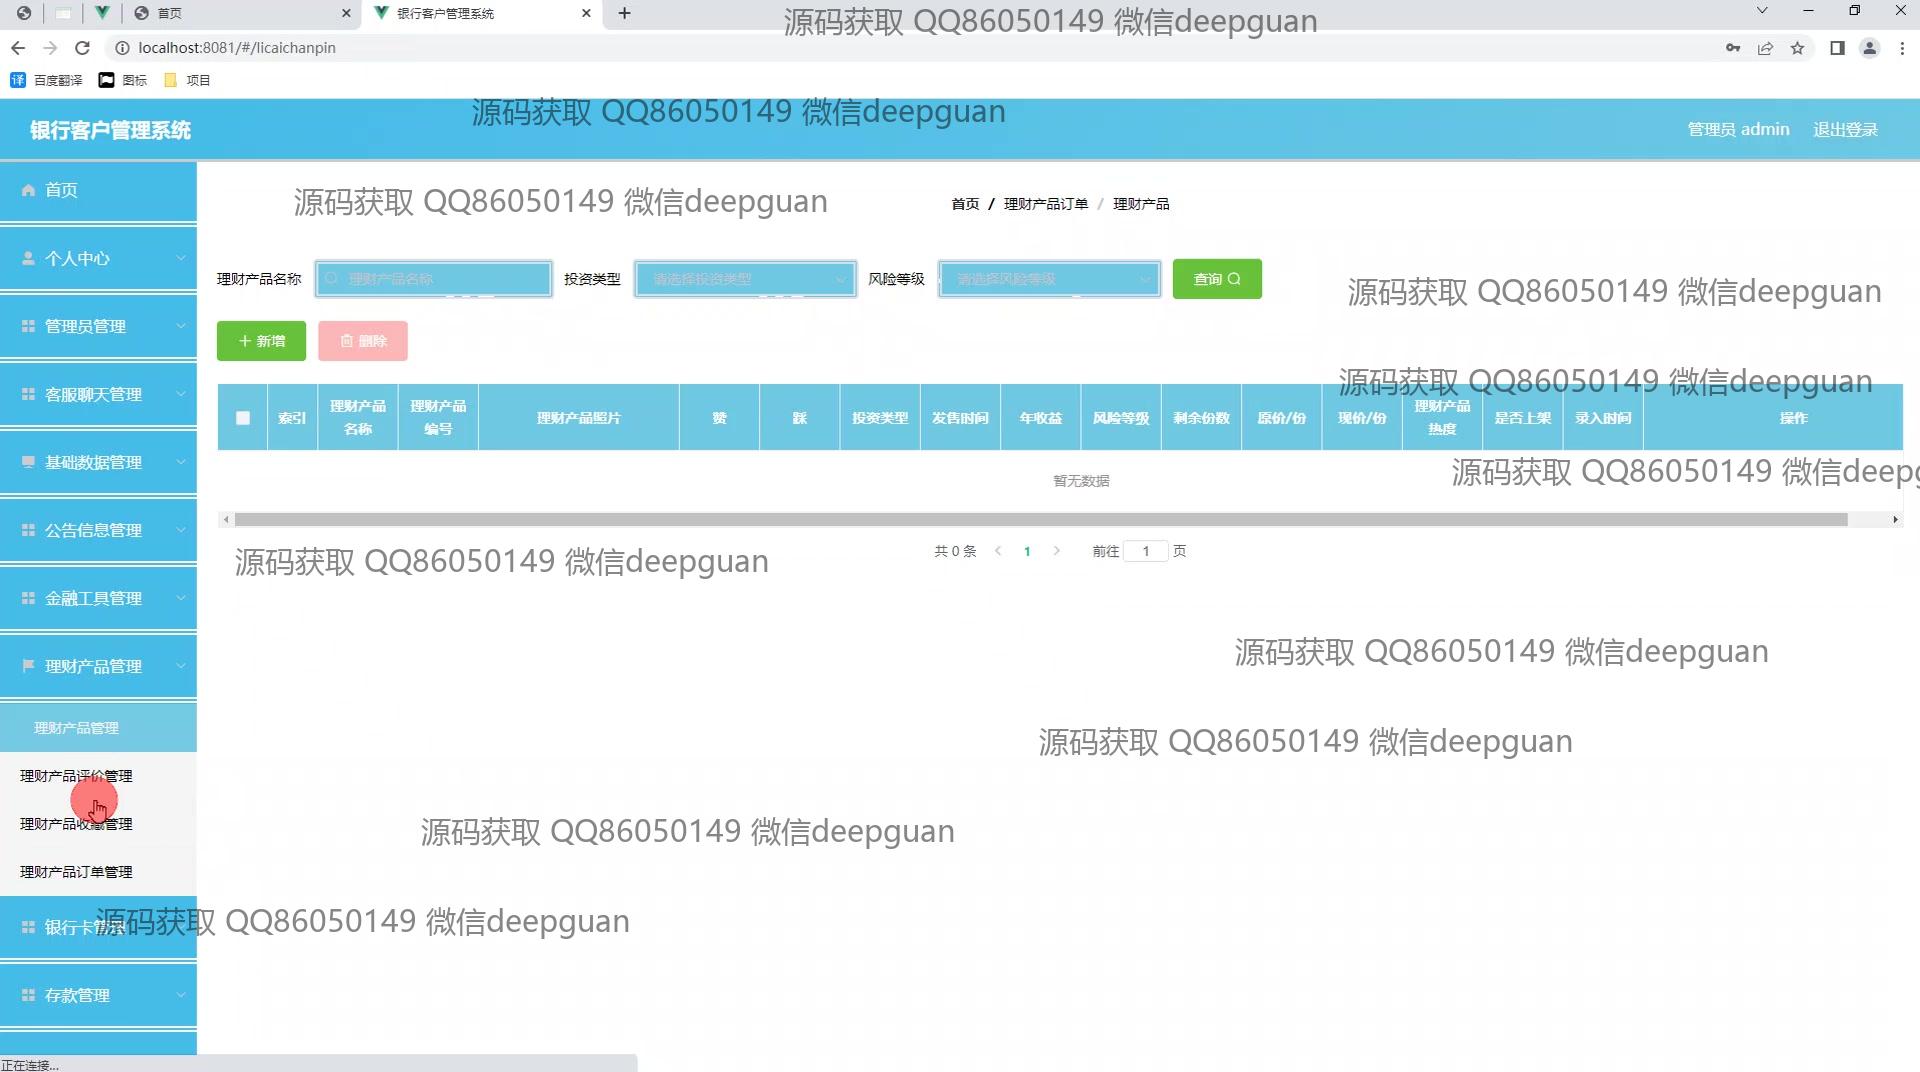 首页
银行客户管理系统
源码获取 QQ86050149 微信deepguan
localhost:8081/#/licaichanpin
译 百度翻译 图标 项目
源码获取 QQ86050149 微信deepguan
银行客户管理系统
管理员 admin 退出登录
首页
源码获取 QQ86050149 微信deepguan
首页 / 理财产品订单 / 理财产品
个人中心
理财产品名称 理财产品名称 投资类型 请选择投资类型 风险等级 请选择风险等级 查询
源码获取 QQ86050149 微信deepguan
管理员管理
新增 删除
客服聊天管理
源码获取 QQ86050149 微信deepguan
索引 理财产品名称 理财产品编号 理财产品照片 赞 踩 投资类型 发售时间 年收益 风险等级 剩余份数 原价/份 现价/份 理财产品热度 是否上架 录入时间 操作
基础数据管理
暂无数据
源码获取 QQ86050149 微信deepg
公告信息管理
共 0 条 1 前往 1 页
源码获取 QQ86050149 微信deepguan
金融工具管理
理财产品管理
源码获取 QQ86050149 微信deepguan
理财产品管理
源码获取 QQ86050149 微信deepguan
理财产品评价管理
理财产品收藏管理
源码获取 QQ86050149 微信deepguan
理财产品订单管理
银行卡管理
源码获取 QQ86050149 微信deepguan
存款管理
正在连接...